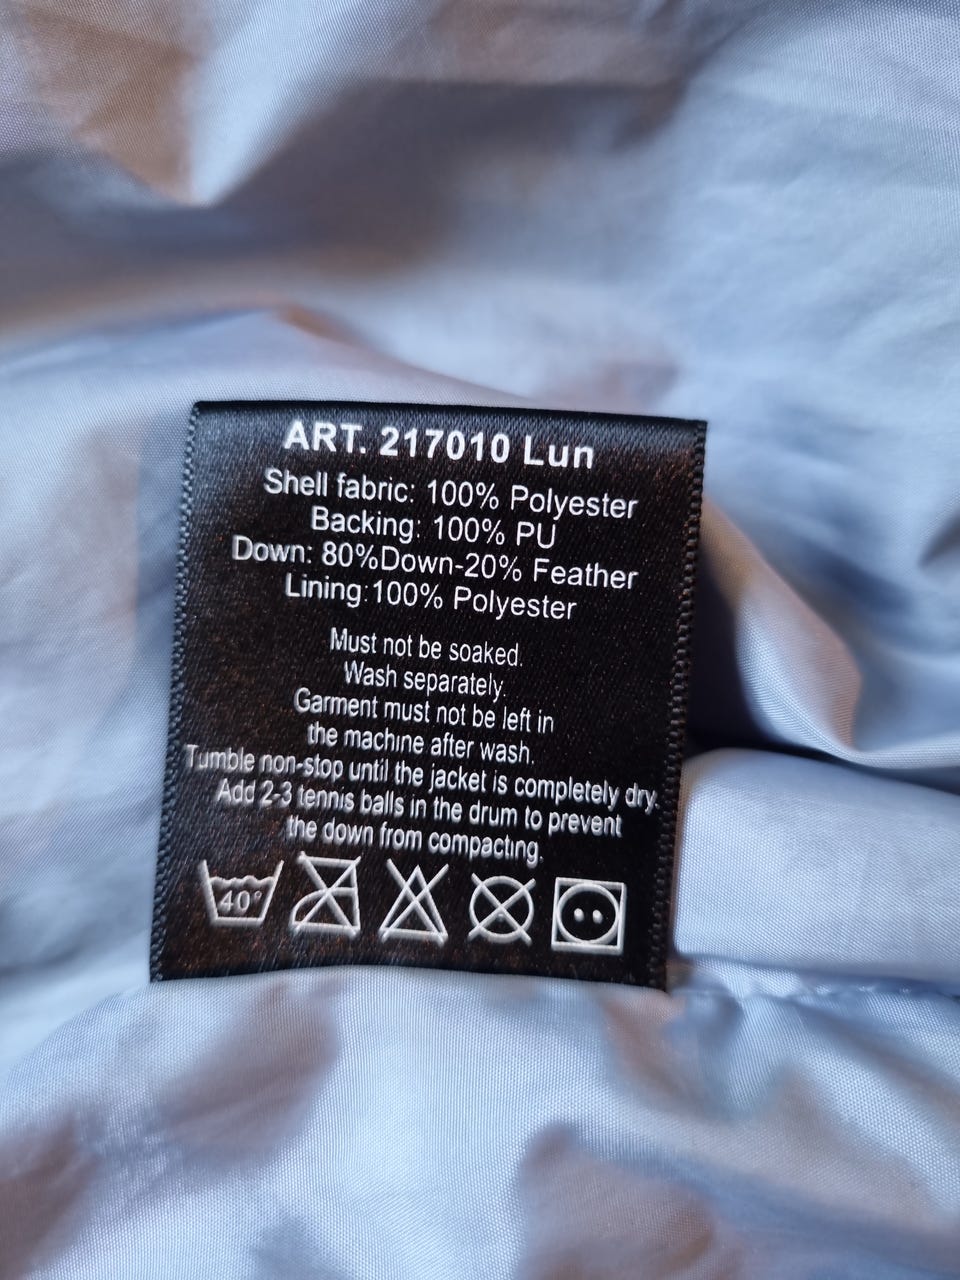 ART. 217010 Lun
Shell fabric: 100% Polyester
Backing: 100% PU
Down: 80%Down-20% Feather
Lining:100% Polyester
Must not be soaked.
Wash separately.
Garment must not be left in
the machine after wash.
Tumble non-stop until the jacket is completely dry.
Add 2-3 tennis balls in the drum to prevent
the down from compacting.
40°